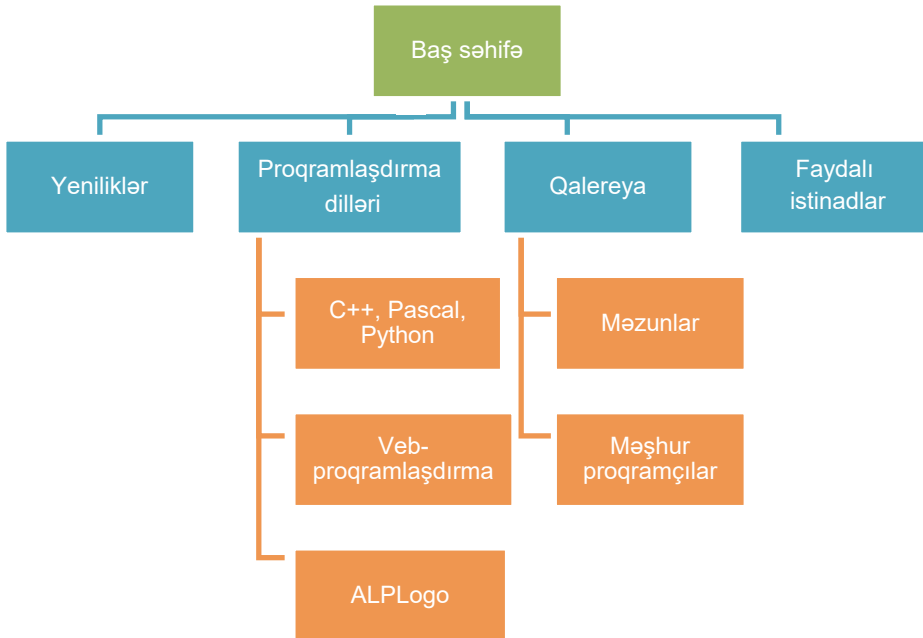 Baş səhifə
Yeniliklər
Proqramlaşdırma
dilləri
Qalereya
Faydalı
istinadlar
C++, Pascal,
Python
Məzunlar
Veb-
proqramlaşdırma
Məşhur
proqramçılar
ALPLogo